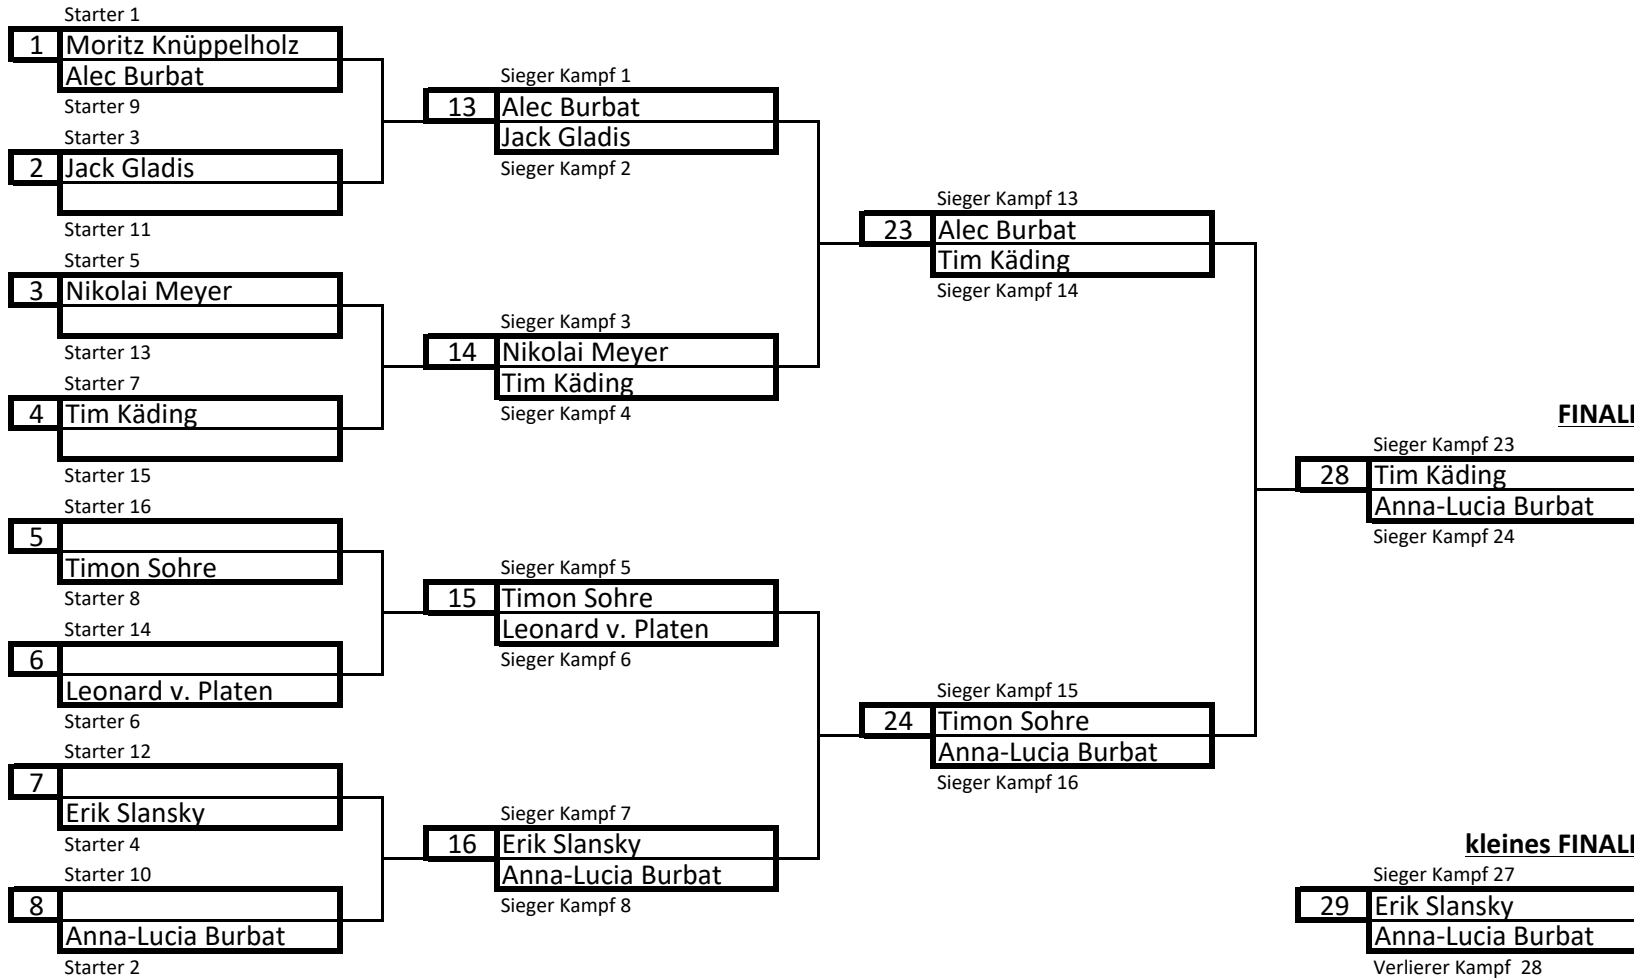 Starter 1
1 Moritz Knüppelholz
Alec Burbat
Starter 9
Starter 3
2 Jack Gladis
Starter 11
Starter 5
3 Nikolai Meyer
Starter 13
Starter 7
4 Tim Käding
Starter 15
Starter 16
5
Timon Sohre
Starter 8
Starter 14
6
Leonard v. Platen
Starter 6
Starter 12
7
Erik Slansky
Starter 4
Starter 10
8
Anna-Lucia Burbat
Starter 2
Sieger Kampf 1
13 Alec Burbat
Jack Gladis
Sieger Kampf 2
Sieger Kampf 3
14 Nikolai Meyer
Tim Käding
Sieger Kampf 4
Sieger Kampf 5
15 Timon Sohre
Leonard v. Platen
Sieger Kampf 6
Sieger Kampf 7
16 Erik Slansky
Anna-Lucia Burbat
Sieger Kampf 8
Sieger Kampf 13
23 Alec Burbat
Tim Käding
Sieger Kampf 14
Sieger Kampf 15
24 Timon Sohre
Anna-Lucia Burbat
Sieger Kampf 16
FINALE
Sieger Kampf 23
28 Tim Käding
Anna-Lucia Burbat
Sieger Kampf 24
kleines FINALE
Sieger Kampf 27
29 Erik Slansky
Anna-Lucia Burbat
Verlierer Kampf 28